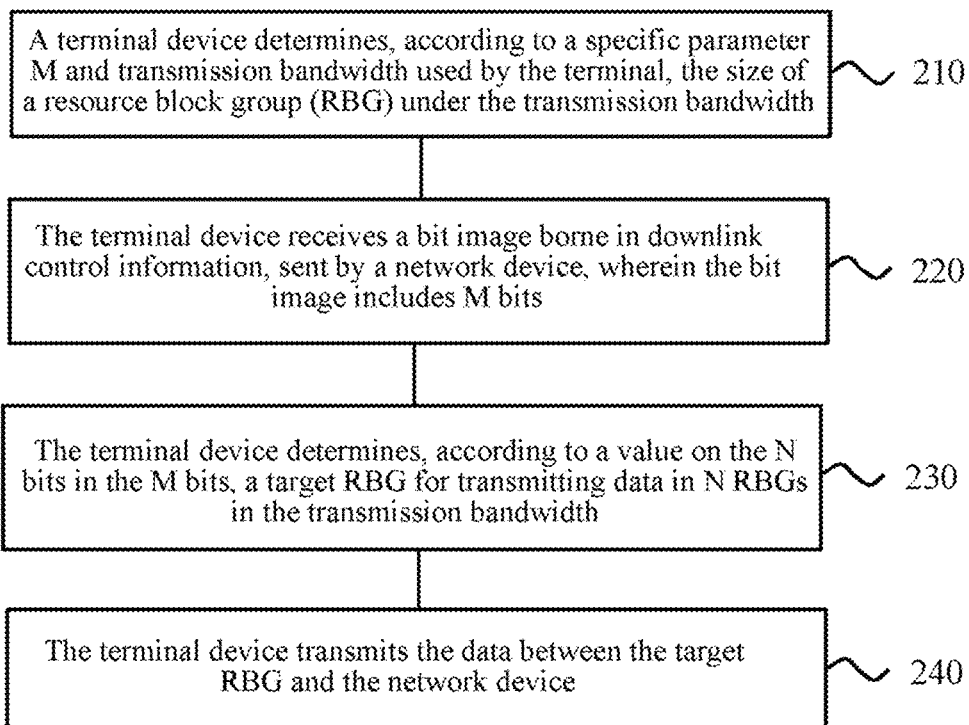 A terminal device determines, according to a specific parameter
M and transmission bandwidth used by the terminal, the size of
a resource block group (RBG) under the transmission bandwidth
210
The terminal device receives a bit image borne in downlink
control information, sent by a network device, wherein the bit
image includes M bits
220
The terminal device determines, according to a value on the N
bits in the M bits, a target RBG for transmitting data in N RBGs
in the transmission bandwidth
230
The terminal device transmits the data between the target
RBG and the network device
240